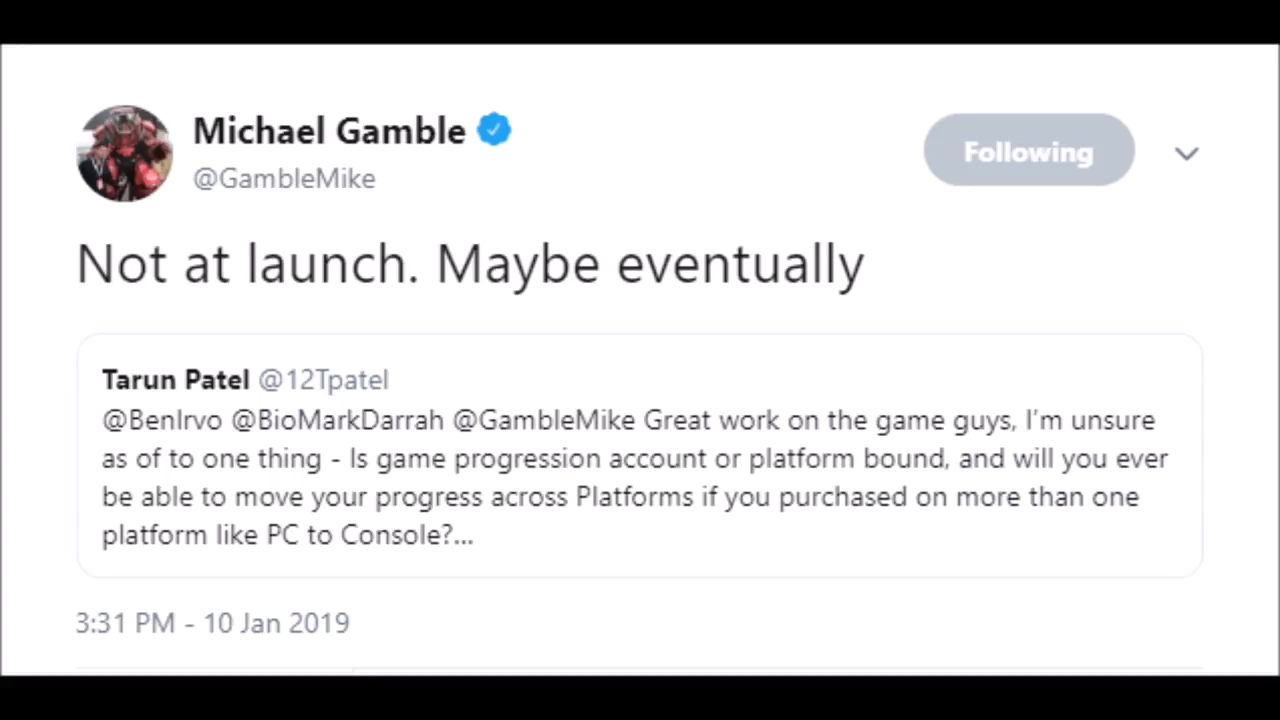 Michael Gamble
Following
@GambleMike
Not at launch. Maybe eventually
Tarun Patel @12Tpatel
@BenIrvo @BioMarkDarrah @GambleMike Great work on the game guys, I'm unsure
as of to one thing - Is game progression account or platform bound, and will you ever
be able to move your progress across Platforms if you purchased on more than one
platform like PC to Console?...
3:31 PM - 10 Jan 2019